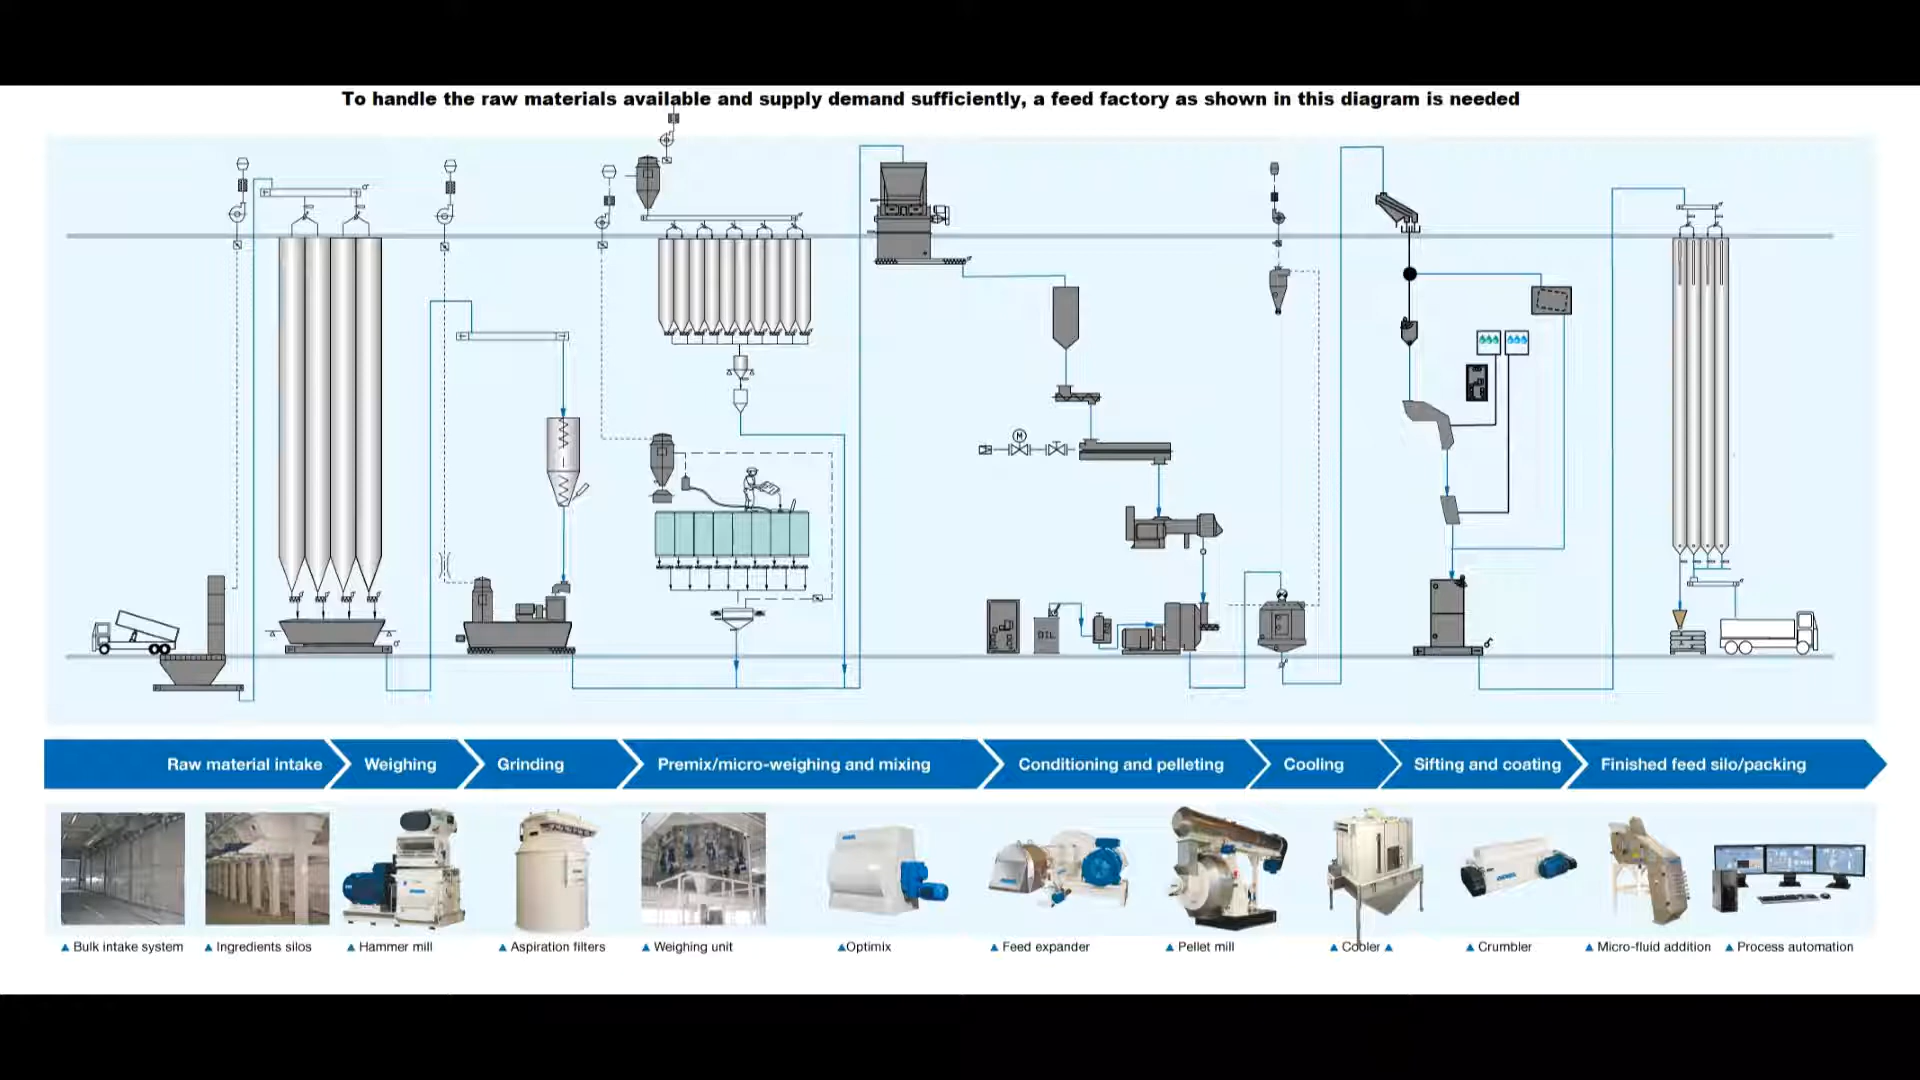 To handle the raw materials available and supply demand sufficiently, a feed factory as shown in this diagram is needed
M
OIL
Raw material intake
Weighing
Grinding
Premix/micro-weighing and mixing
Conditioning and pelleting
Cooling
Sifting and coating
Finished feed silo/packing
Bulk intake system
Ingredients silos
Hammer mill
Aspiration filters
Weighing unit
Optimix
Feed expander
Pellet mill
Cooler
Crumbler
Micro-fluid addition
Process automation